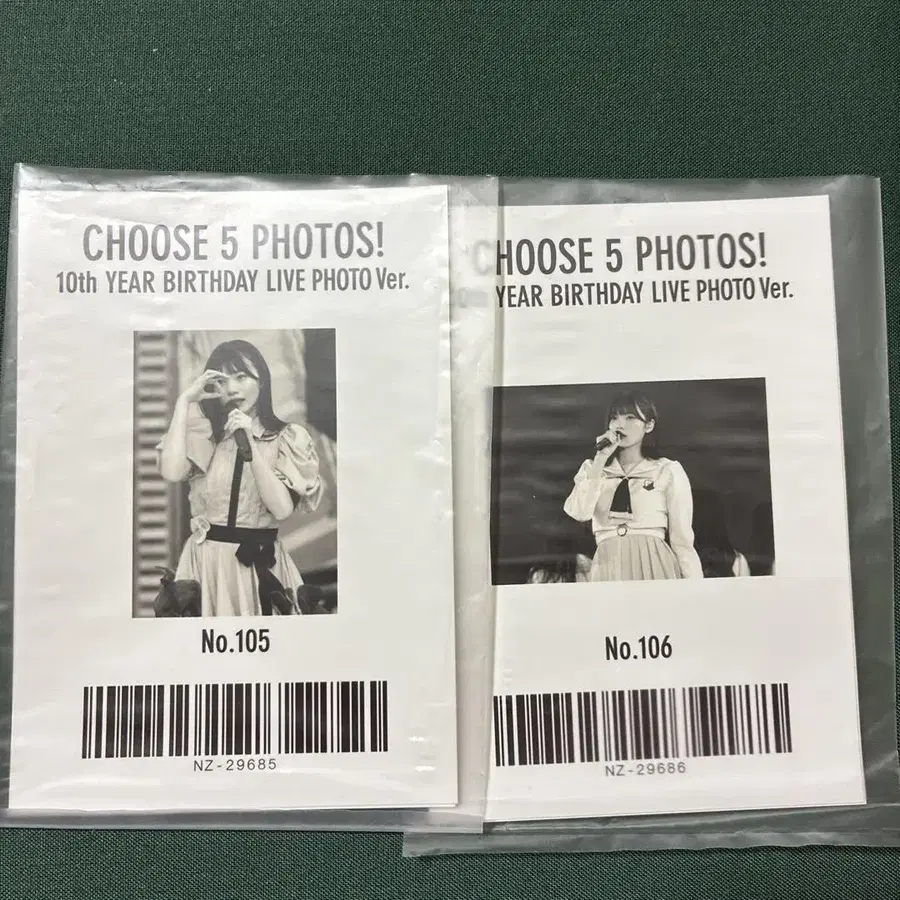 CHOOSE 5 PHOTOS!
10th YEAR BIRTHDAY LIVE PHOTO Ver.
No.105
NZ-29685
CHOOSE 5 PHOTOS!
10th YEAR BIRTHDAY LIVE PHOTO Ver.
No.106
NZ-29686